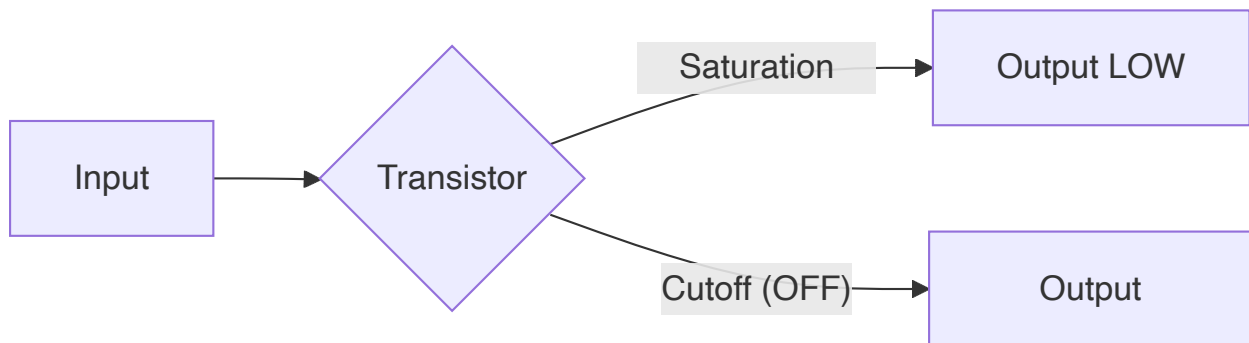 Input
Transistor
Saturation
Output LOW
Cutoff (OFF)
Output